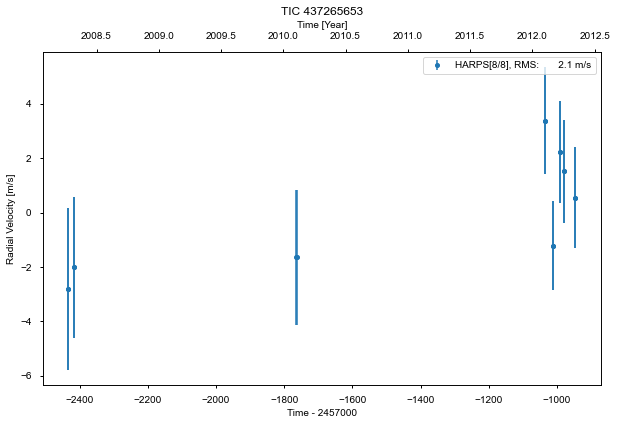 TIC 437265653
Time [Year]
2008.5 2009.0 2009.5 2010.0 2010.5 2011.0 2011.5 2012.0 2012.5
HARPS[8/8], RMS: 2.1 m/s
Radial Velocity [m/s]
4
2
0
−2
−4
−6
−2400 −2200 −2000 −1800 −1600 −1400 −1200 −1000
Time - 2457000